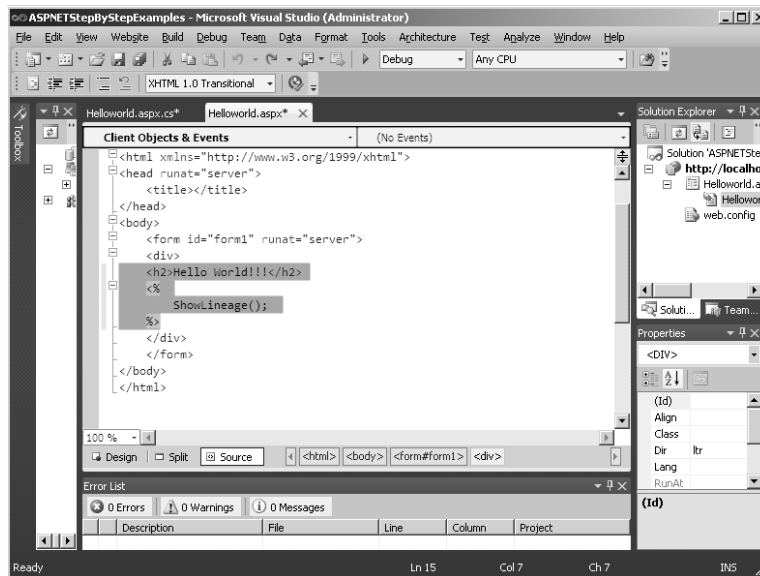 ASPNETStepByStepExamples - Microsoft Visual Studio (Administrator)
File Edit View Website Build Debug Team Data Format Tools Architecture Test Analyze Window Help
Debug Any CPU
XHTML 1.0 Transitional
Toolbox
Helloworld.aspx.cs* Helloworld.aspx*
Client Objects & Events (No Events)
<html xmlns="http://www.w3.org/1999/xhtml">
<head runat="server">
<title></title>
</head>
<body>
<form id="form1" runat="server">
<div>
<h2>Hello World!!!</h2>
<%
ShowLineage();
%>
</div>
</form>
</body>
</html>
100 %
Design Split Source <html> <body> <form#form1> <div>
Error List
0 Errors 0 Warnings 0 Messages
Description File Line Column Project
Solution Explorer
Solution 'ASPNETSte
http://localho
Helloworld.a
Hellowor
web.config
Soluti... Team...
Properties
<DIV>
(Id)
Align
Class
Dir ltr
Lang
RunAt
(Id)
Ready Ln 15 Col 7 Ch 7 INS